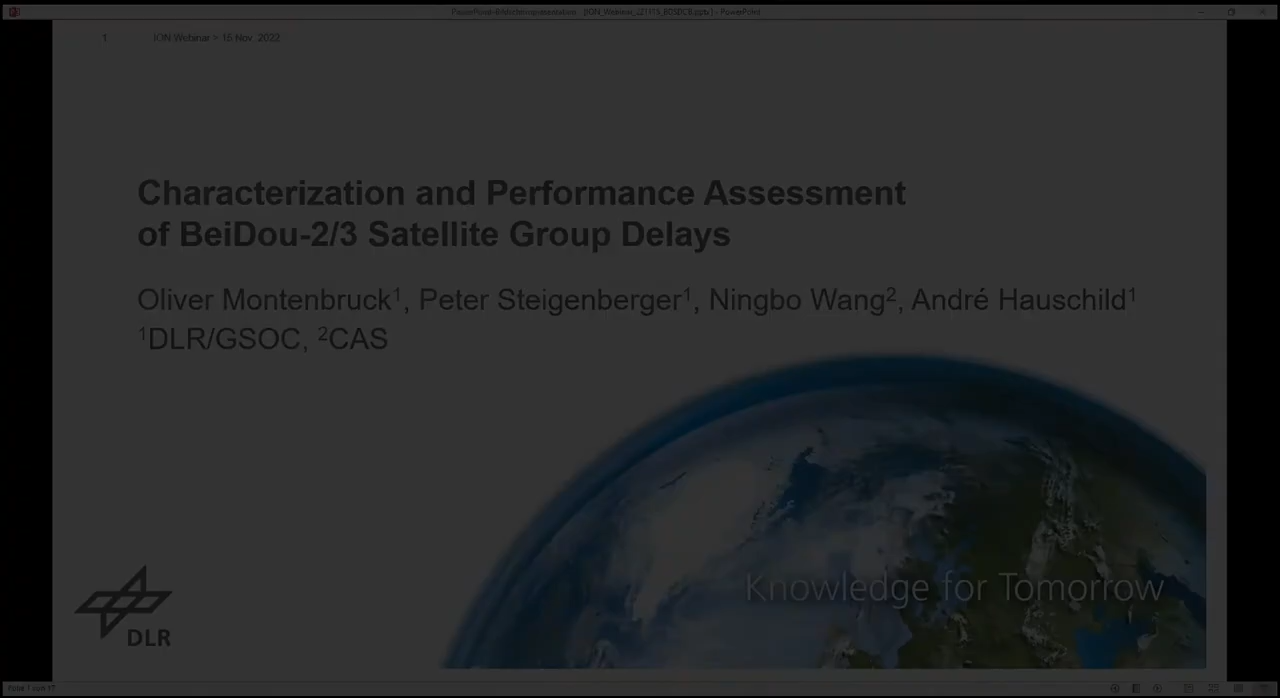 1 ION Webinar > 15 Nov. 2022
Characterization and Performance Assessment
of BeiDou-2/3 Satellite Group Delays
Oliver Montenbruck¹, Peter Steigenberger¹, Ningbo Wang², André Hauschild¹
¹DLR/GSOC, ²CAS
Knowledge for Tomorrow
DLR